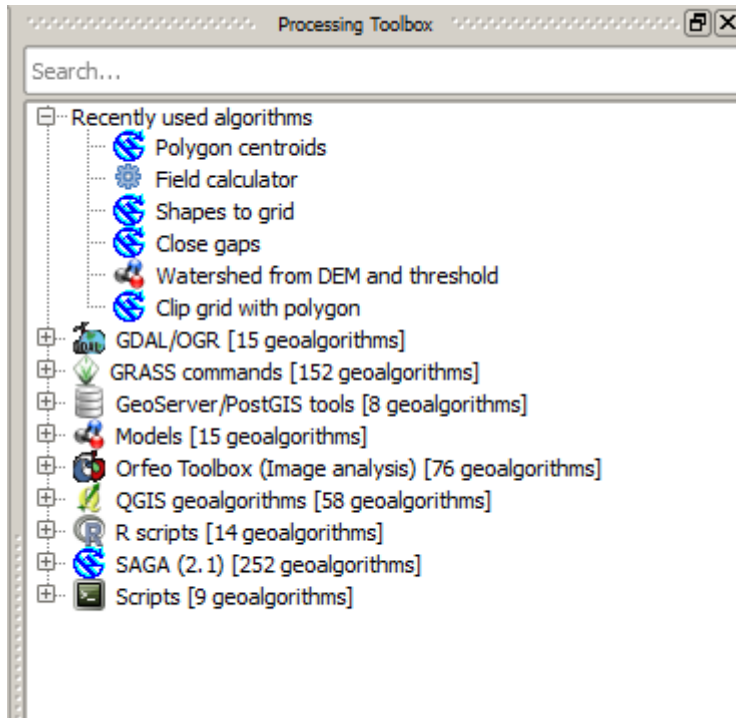 Processing Toolbox
Search...
Recently used algorithms
Polygon centroids
Field calculator
Shapes to grid
Close gaps
Watershed from DEM and threshold
Clip grid with polygon
GDAL/OGR [15 geoalgorithms]
GRASS commands [152 geoalgorithms]
GeoServer/PostGIS tools [8 geoalgorithms]
Models [15 geoalgorithms]
Orfeo Toolbox (Image analysis) [76 geoalgorithms]
QGIS geoalgorithms [58 geoalgorithms]
R scripts [14 geoalgorithms]
SAGA (2.1) [252 geoalgorithms]
Scripts [9 geoalgorithms]